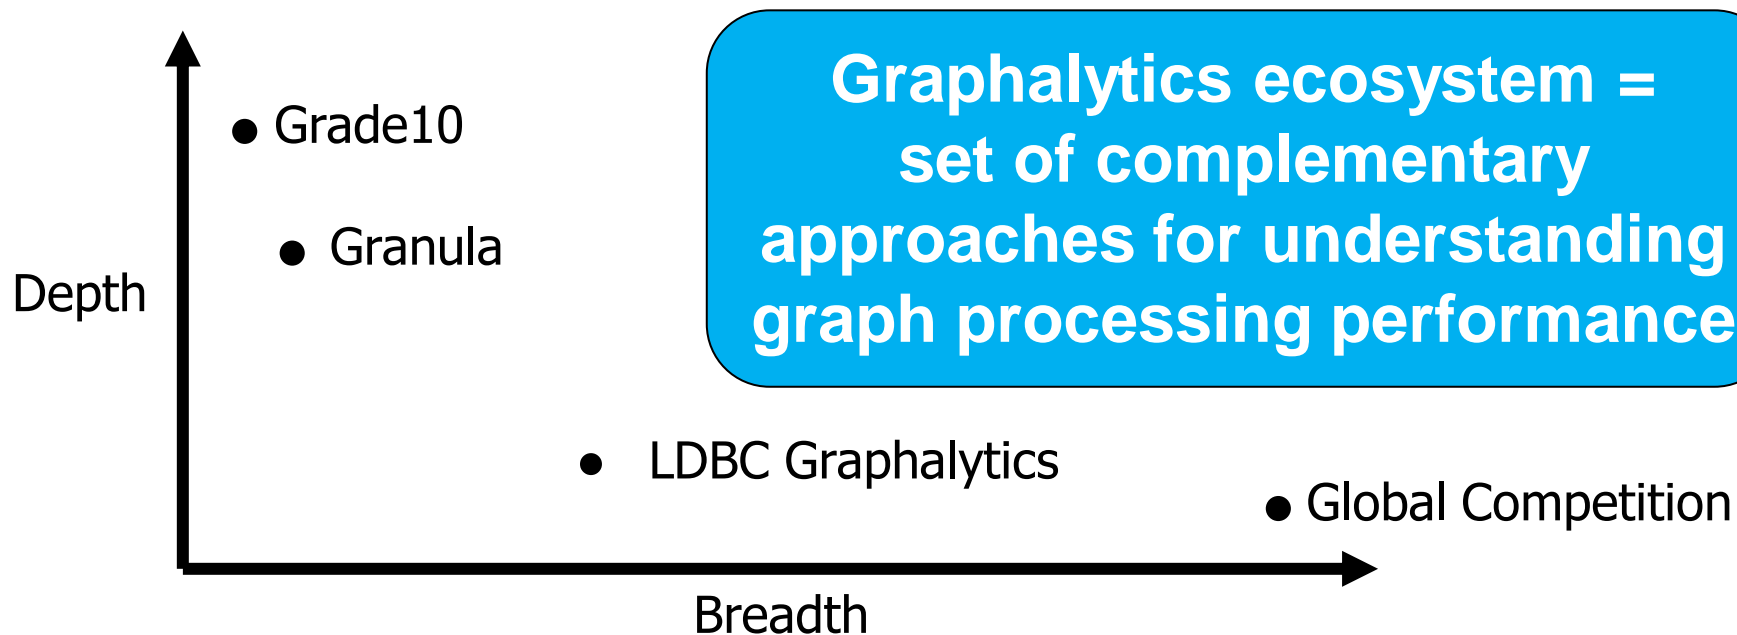 Graphalytics ecosystem =
set of complementary
approaches for understanding
graph processing performance
Grade10
Granula
Depth
LDBC Graphalytics
Global Competition
Breadth